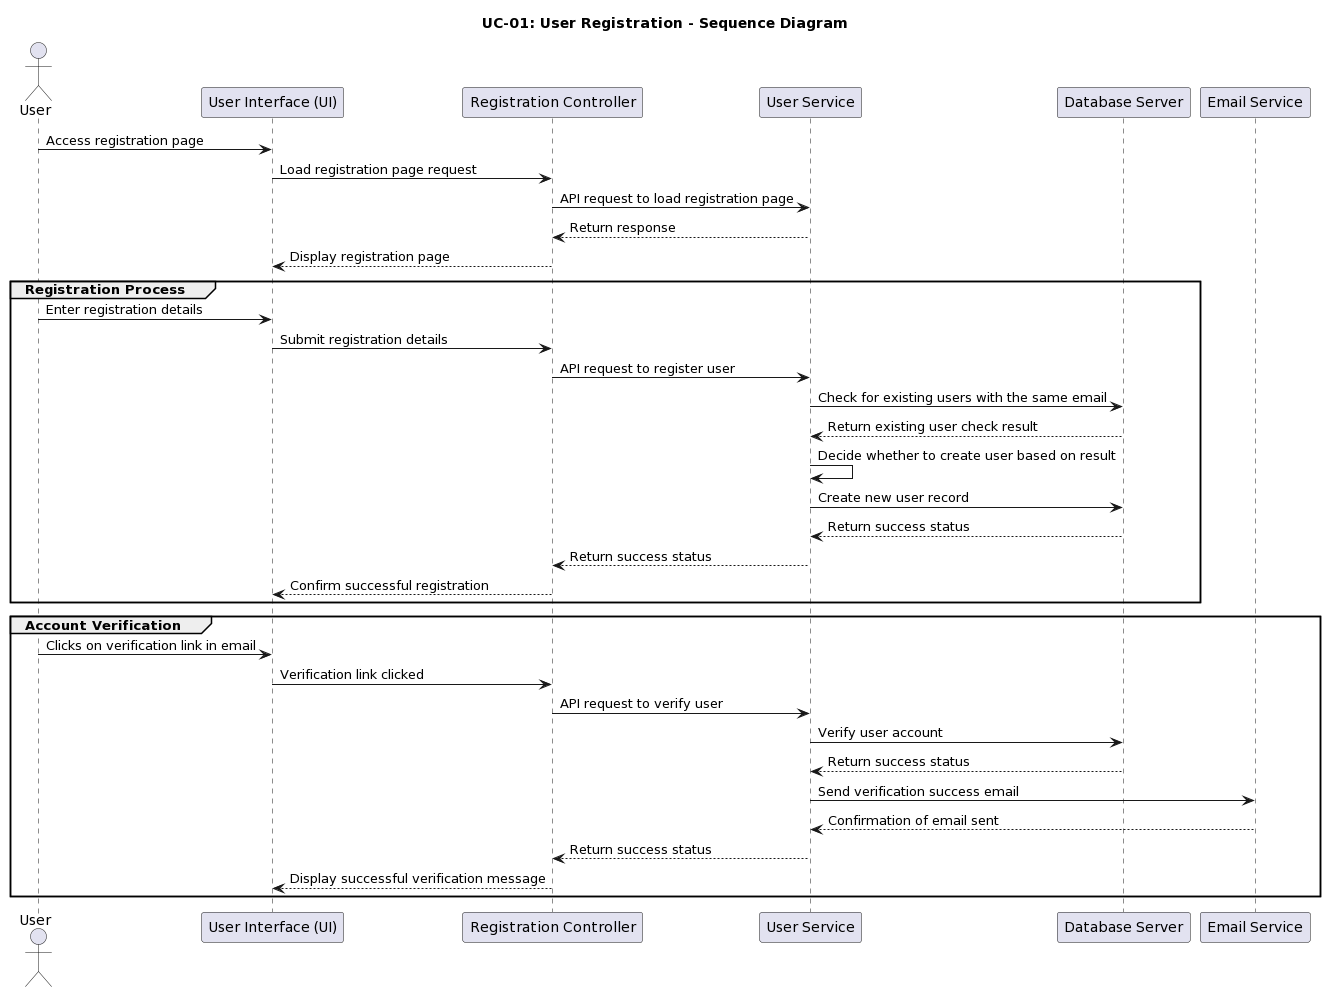 UC-01: User Registration - Sequence Diagram
User
User Interface (UI)
Registration Controller
User Service
Database Server
Email Service
Access registration page
Load registration page request
API request to load registration page
Return response
Display registration page
Registration Process
Enter registration details
Submit registration details
API request to register user
Check for existing users with the same email
Return existing user check result
Decide whether to create user based on result
Create new user record
Return success status
Return success status
Confirm successful registration
Account Verification
Clicks on verification link in email
Verification link clicked
API request to verify user
Verify user account
Return success status
Send verification success email
Confirmation of email sent
Return success status
Display successful verification message
User
User Interface (UI)
Registration Controller
User Service
Database Server
Email Service